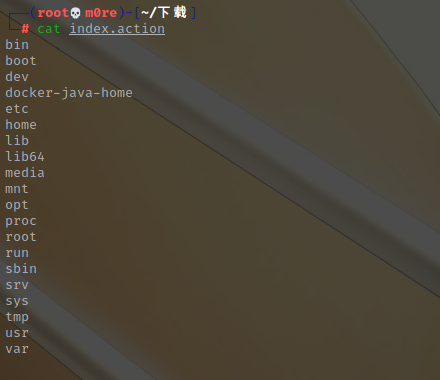 (root💀m0re)-[~/下载]
# cat index.action
bin
boot
dev
docker-java-home
etc
home
lib
lib64
media
mnt
opt
proc
root
run
sbin
srv
sys
tmp
usr
var